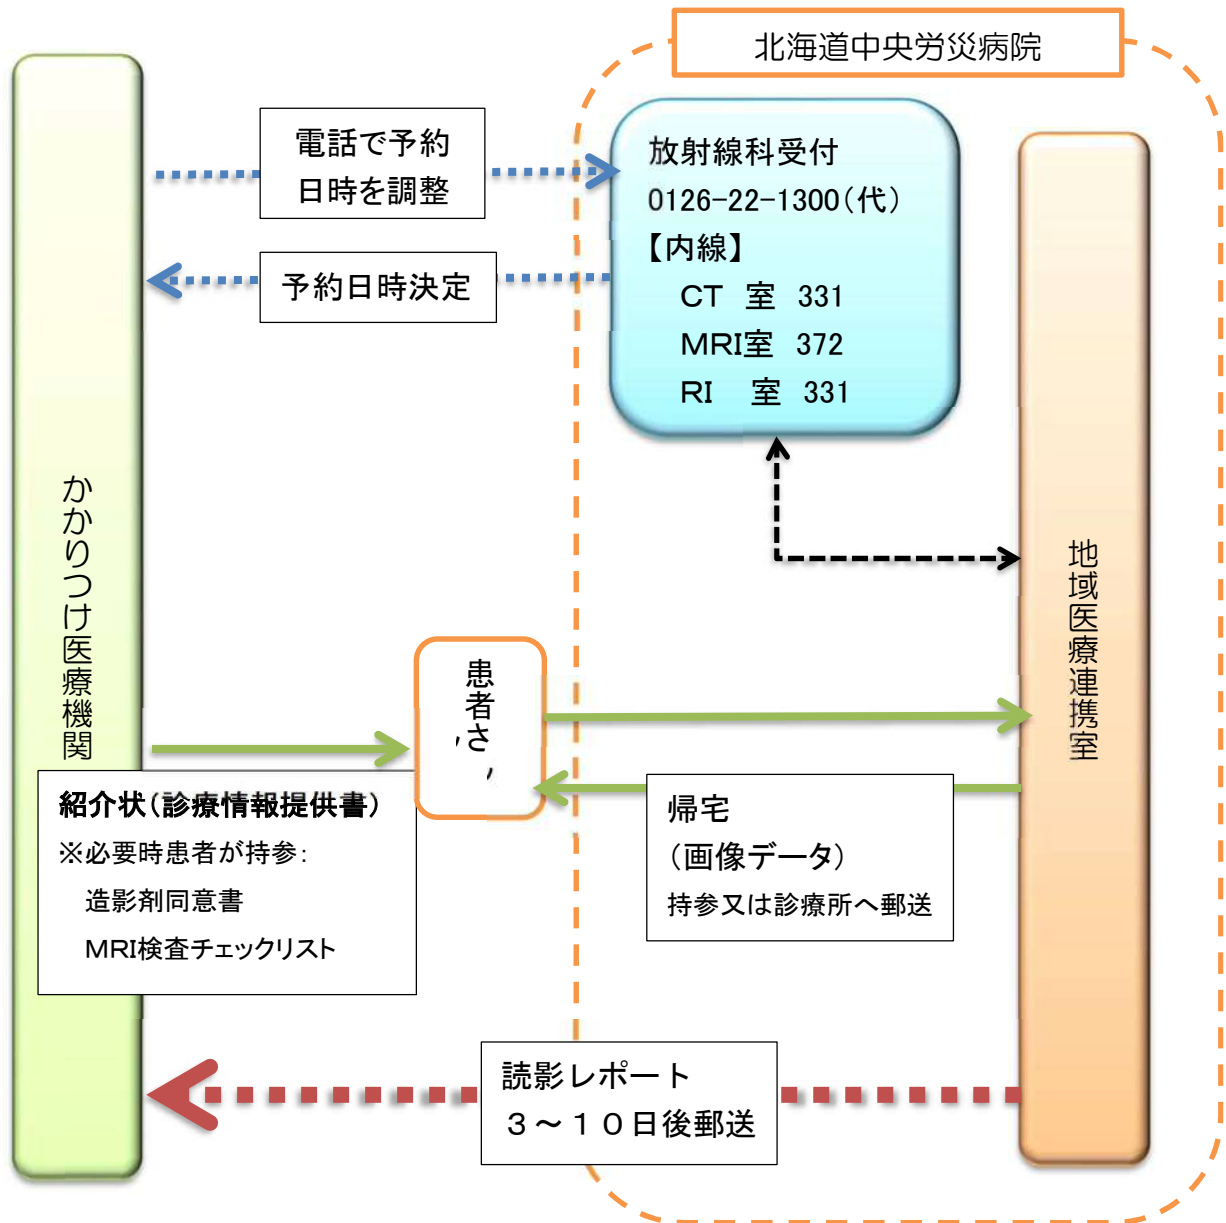 北海道中央労災病院
電話で予約
日時を調整
放射線科受付
0126-22-1300(代)
【内線】
CT 室 331
MRI室 372
RI 室 331
予約日時決定
かかりつけ医療機関
地域医療連携室
患者さ
紹介状(診療情報提供書)
※必要時患者が持参:
造影剤同意書
MRI検査チェックリスト
帰宅
(画像データ)
持参又は診療所へ郵送
読影レポート
3~10日後郵送